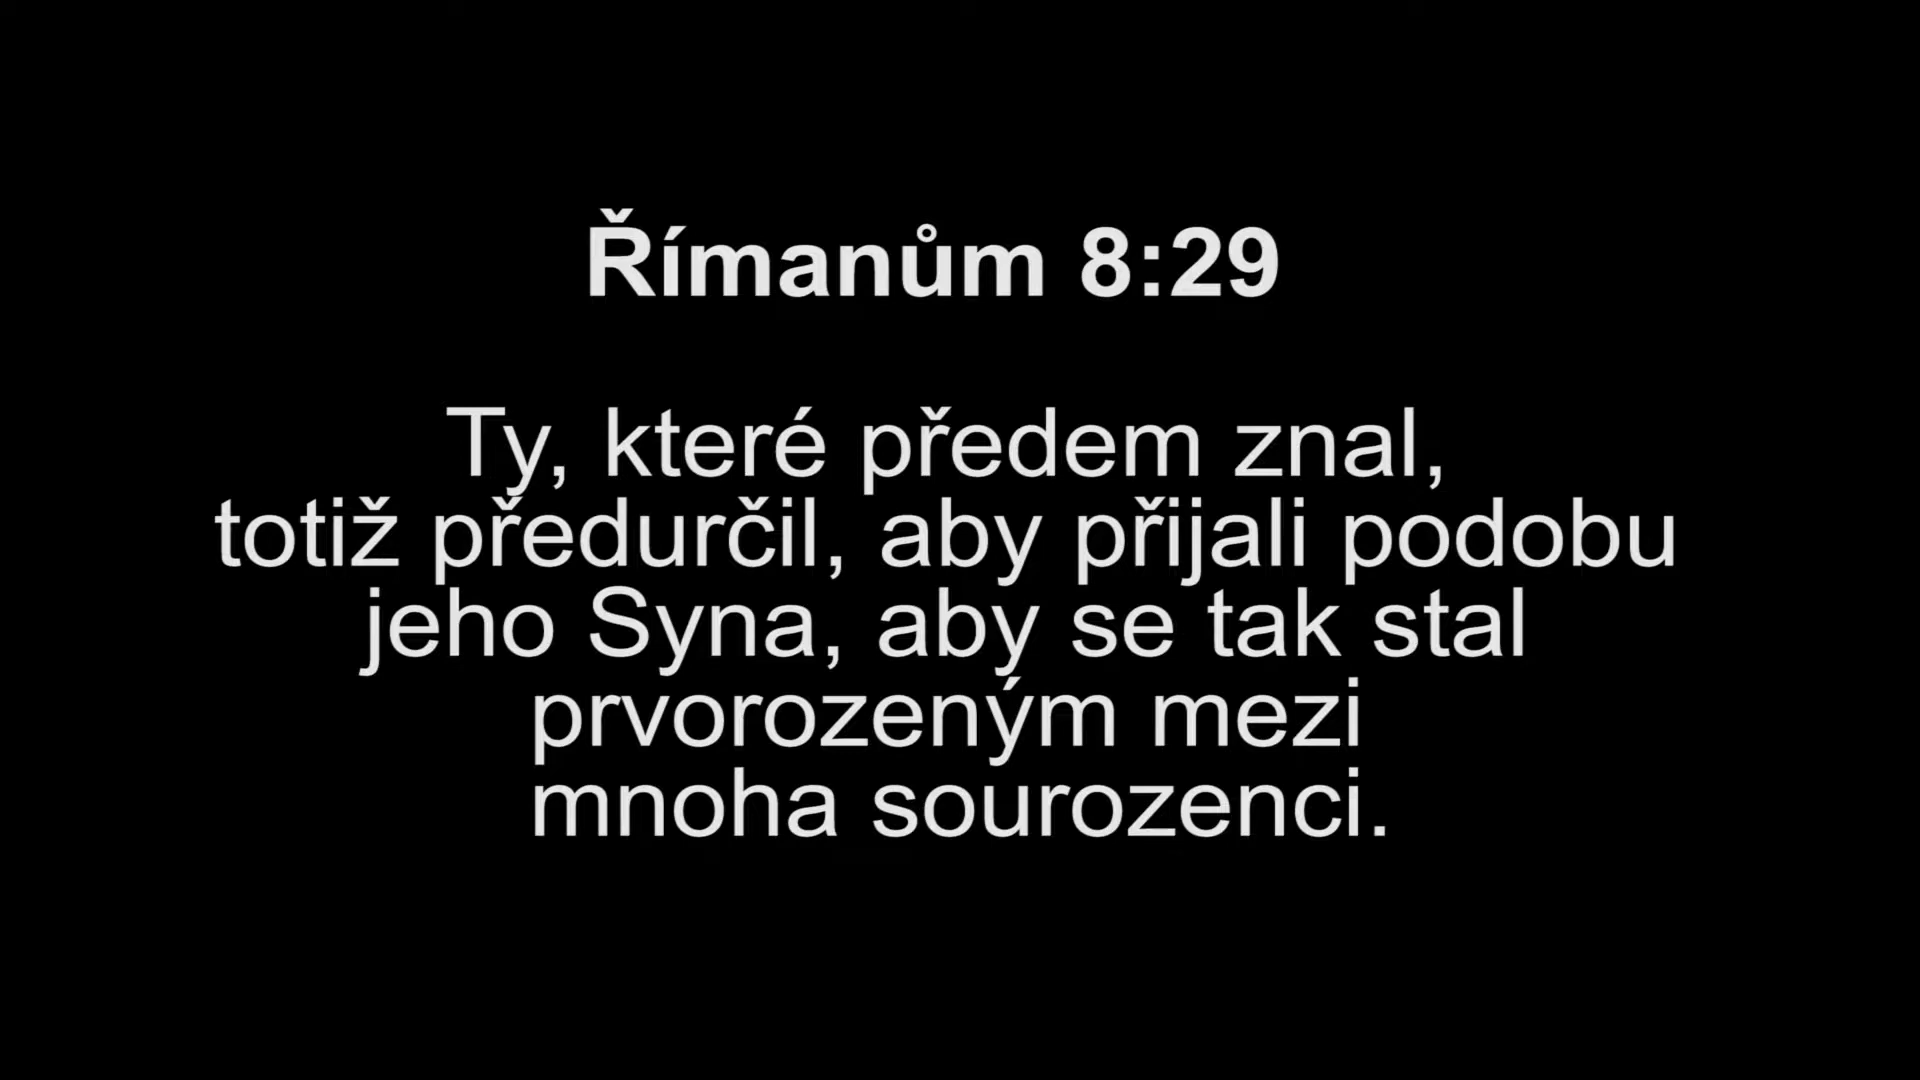 Římanům 8:29
Ty, které předem znal,
totiž předurčil, aby přijali podobu
jeho Syna, aby se tak stal
prvorozeným mezi
mnoha sourozenci.